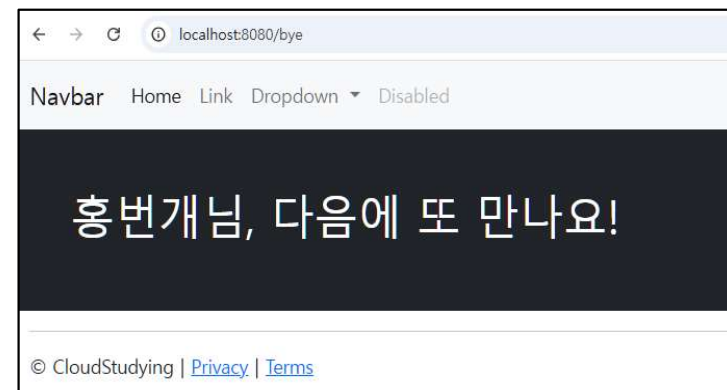 localhost:8080/bye
Navbar Home Link Dropdown Disabled
홍번개님, 다음에 또 만나요!
© CloudStudying | Privacy | Terms